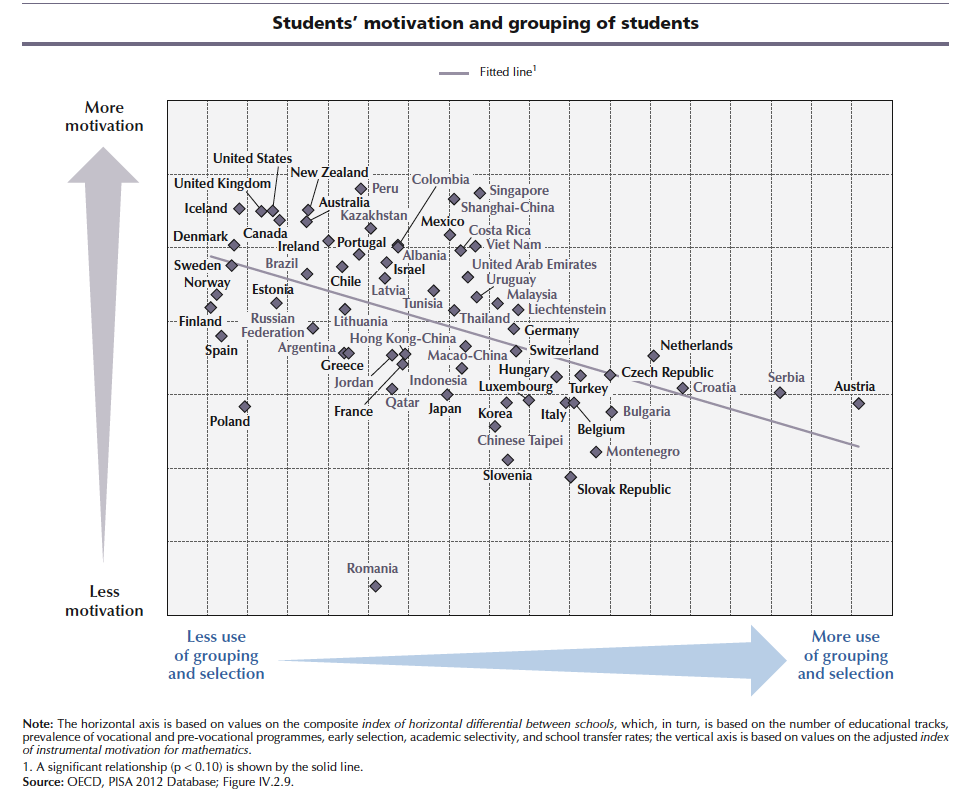 Students' motivation and grouping of students
Fitted line1
More
motivation
United States
New Zealand
Colombia
United Kingdom
Peru
Singapore
Iceland
Australia
Shanghai-China
Kazakhstan
Canada
Mexico
Denmark
Ireland
Portugal
Costa Rica
Albania
Viet Nam
Sweden
Brazil
Israel
United Arab Emirates
Norway
Chile
Uruguay
Estonia
Latvia
Malaysia
Tunisia
Liechtenstein
Finland
Russian
Federation
Lithuania
Thailand
Germany
Spain
Argentina
Hong Kong-China
Macao-China
Switzerland
Netherlands
Greece
Jordan
Indonesia
Hungary
Czech Republic
Serbia
Luxembourg
Turkey
Croatia
Austria
France
Qatar
Japan
Korea
Italy
Bulgaria
Poland
Belgium
Chinese Taipei
Montenegro
Slovenia
Slovak Republic
Romania
Less
motivation
Less use
of grouping
and selection
More use
of grouping
and selection
Note: The horizontal axis is based on values on the composite index of horizontal differential between schools, which, in turn, is based on the number of educational tracks,
prevalence of vocational and pre-vocational programmes, early selection, academic selectivity, and school transfer rates; the vertical axis is based on values on the adjusted index
of instrumental motivation for mathematics.
1. A significant relationship (p < 0.10) is shown by the solid line.
Source: OECD, PISA 2012 Database; Figure IV.2.9.